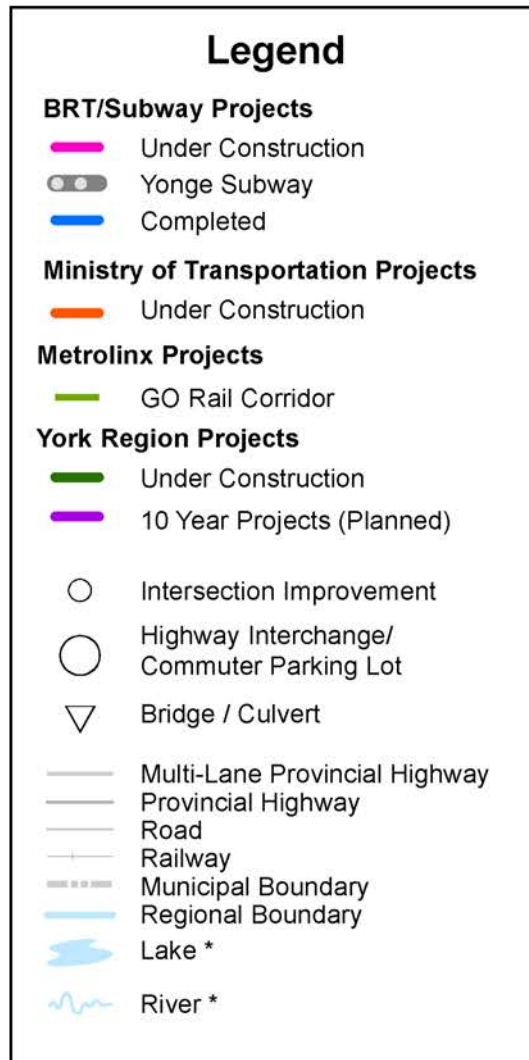 Legend
BRT/Subway Projects
Under Construction
Yonge Subway
Completed
Ministry of Transportation Projects
Under Construction
Metrolinx Projects
GO Rail Corridor
York Region Projects
Under Construction
10 Year Projects (Planned)
Intersection Improvement
Highway Interchange/
Commuter Parking Lot
Bridge / Culvert
Multi-Lane Provincial Highway
Provincial Highway
Road
Railway
Municipal Boundary
Regional Boundary
Lake *
River *